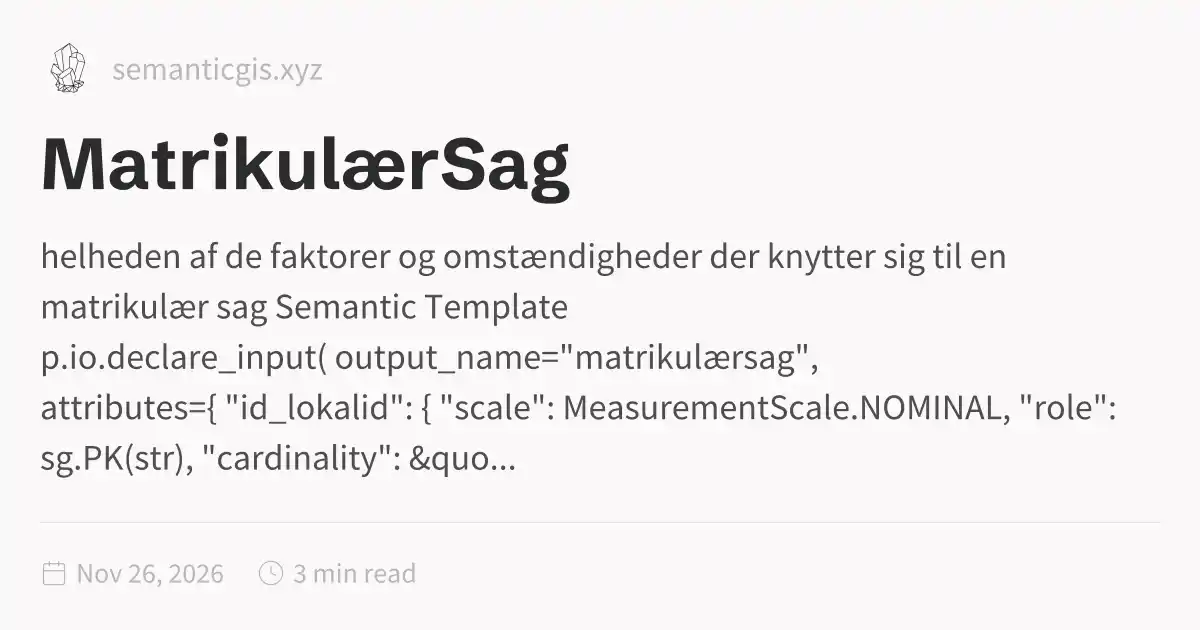 semanticgis.xyz
MatrikulærSag
helheden af de faktorer og omstændigheder der knytter sig til en
matrikulær sag Semantic Template
p.io.declare_input( output_name="matrikulærsag",
attributes={ "id_lokalid": { "scale": MeasurementScale.NOMINAL, "role":
sg.PK(str), "cardinality": &quo...
Nov 26, 2026 3 min read